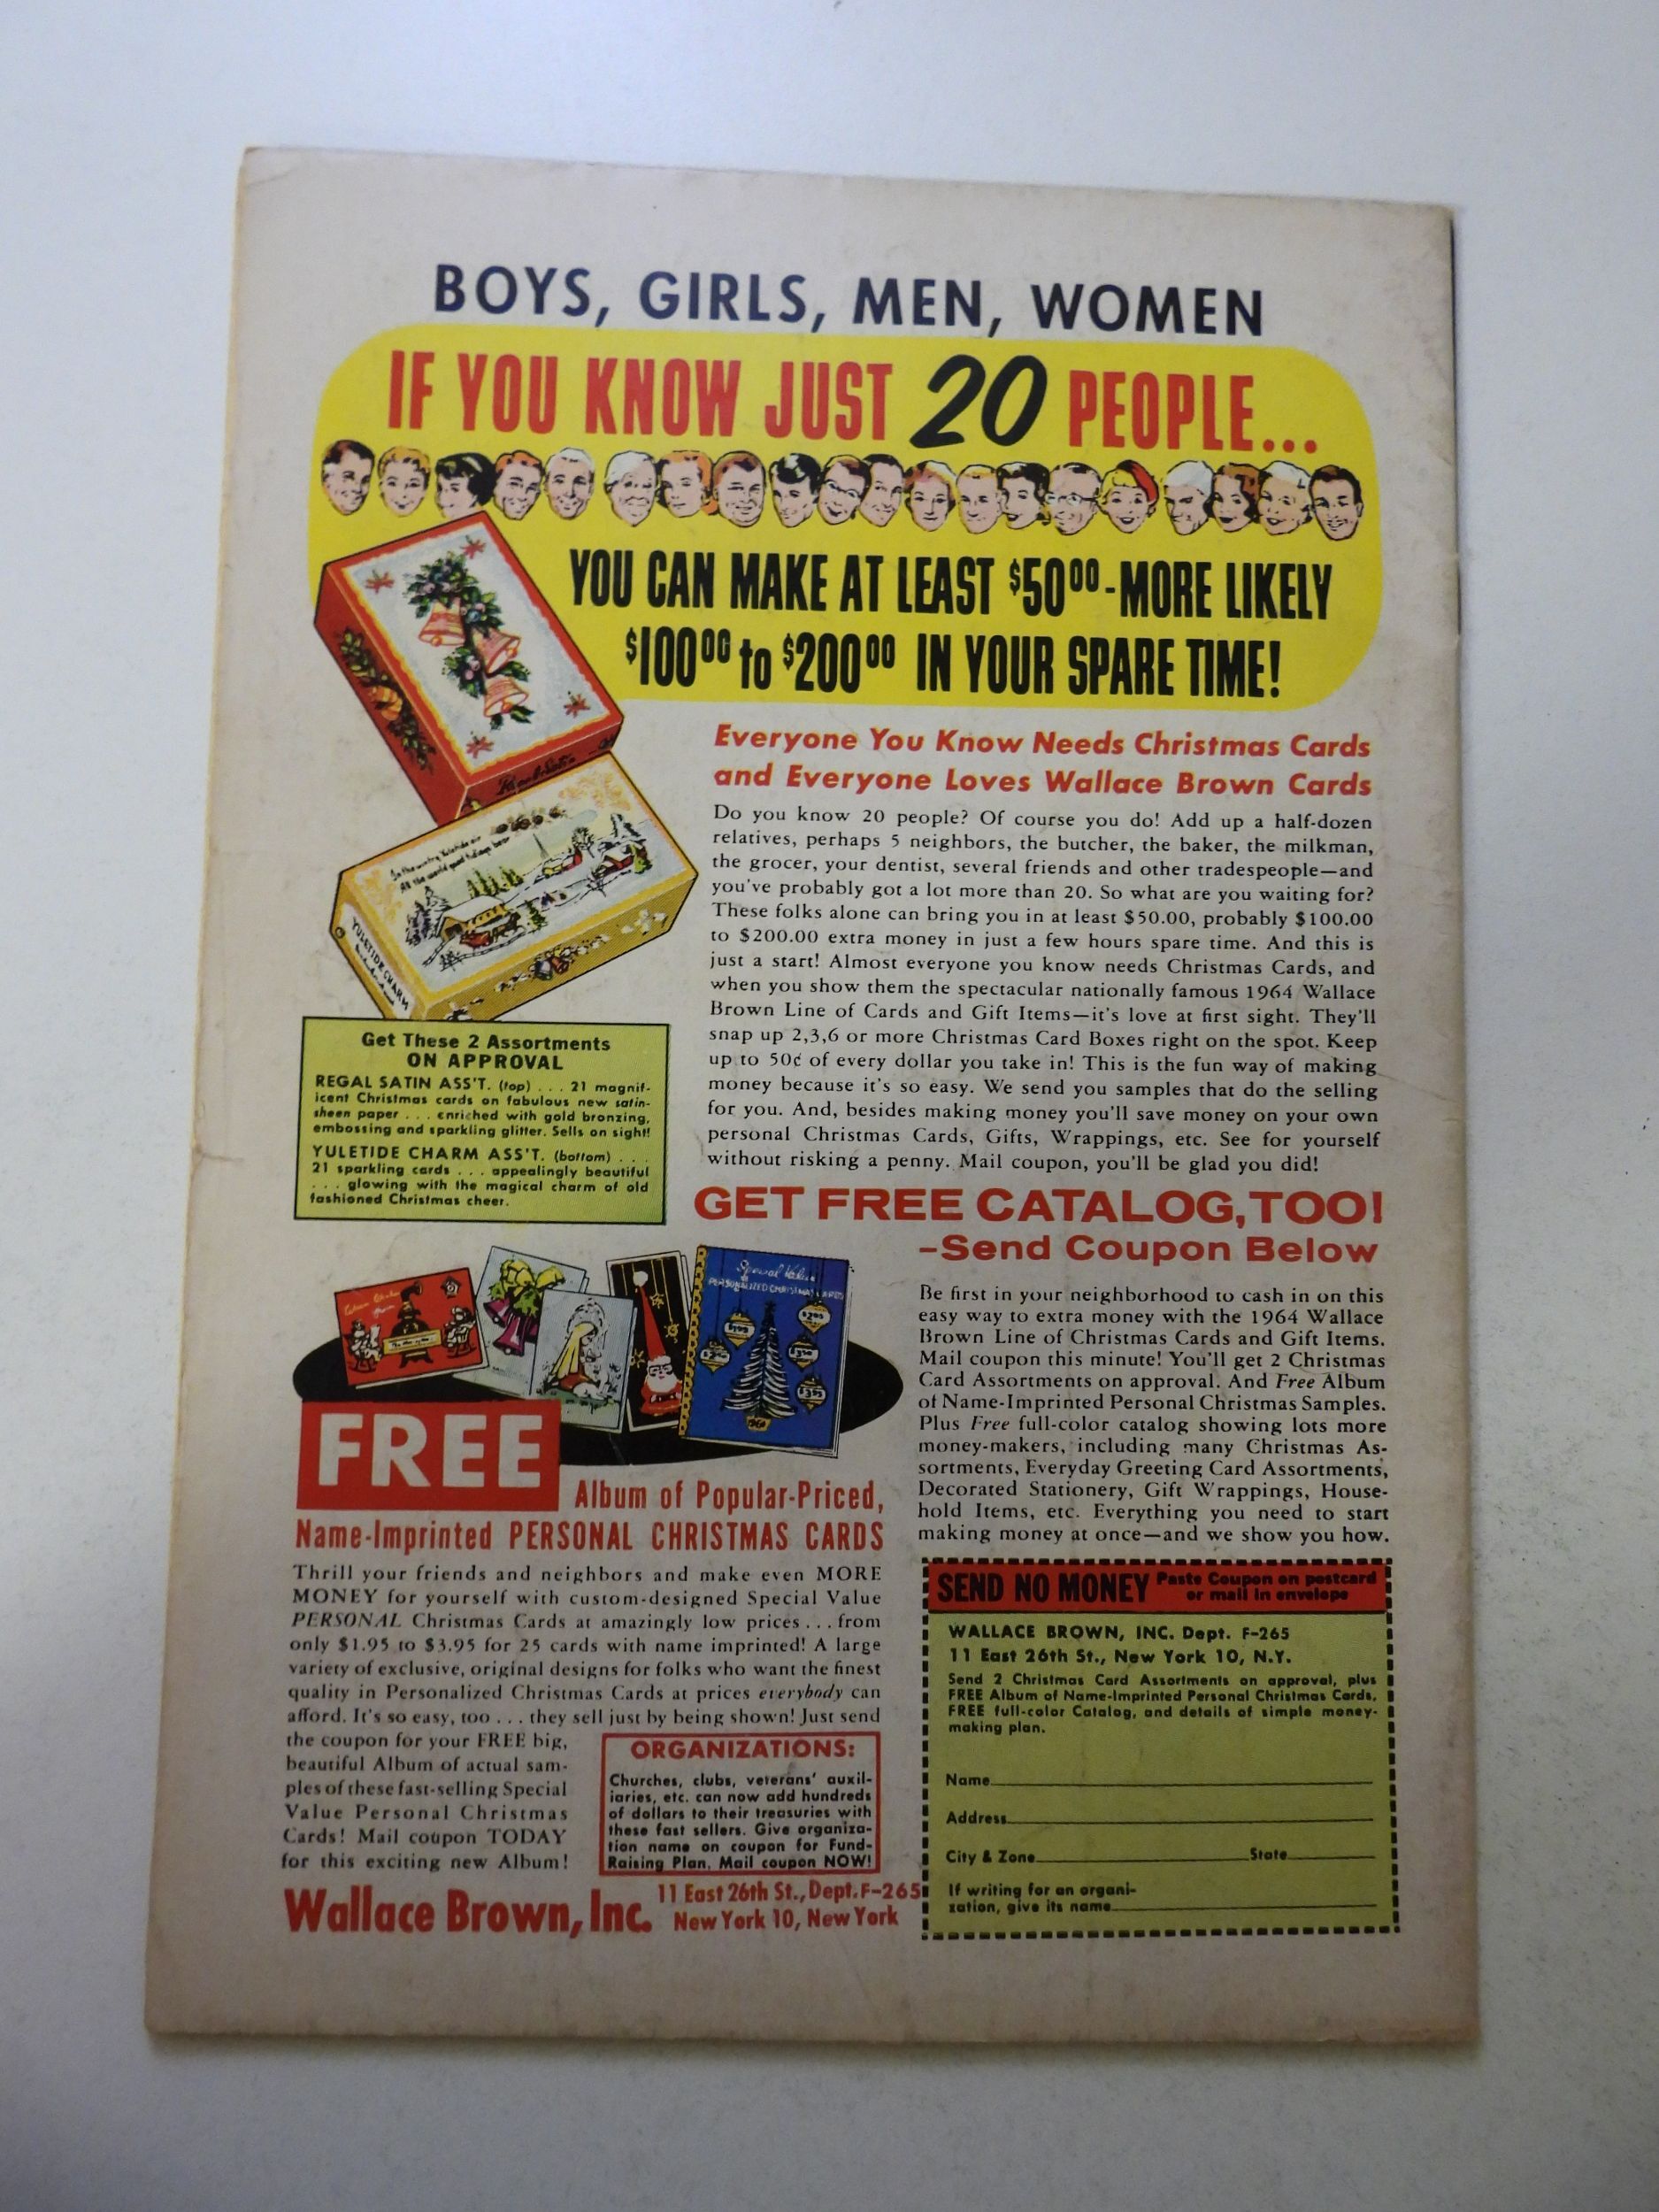 BOYS, GIRLS, MEN, WOMEN
IF YOU KNOW JUST 20 PEOPLE...
YOU CAN MAKE AT LEAST $50.00-MORE LIKELY
$100.00 to $200.00 IN YOUR SPARE TIME!
Everyone You Know Needs Christmas Cards
and Everyone Loves Wallace Brown Cards
Do you know 20 people? Of course you do! Add up a half-dozen
relatives, perhaps 5 neighbors, the butcher, the baker, the milkman,
the grocer, your dentist, several friends and other tradespeople—and
you've probably got a lot more than 20. So what are you waiting for?
These folks alone can bring you in at least $50.00, probably $100.00
to $200.00 extra money in just a few hours spare time. And this is
just a start! Almost everyone you know needs Christmas Cards, and
when you show them the spectacular nationally famous 1964 Wallace
Brown Line of Cards and Gift Items—it's love at first sight. They'll
snap up 2,3,6 or more Christmas Card Boxes right on the spot. Keep
up to 50¢ of every dollar you take in! This is the fun way of making
money because it's so easy. We send you samples that do the selling
for you. And, besides making money you'll save money on your own
personal Christmas Cards, Gifts, Wrappings, etc. See for yourself
without risking a penny. Mail coupon, you'll be glad you did!
YULETIDE CHARM
Get These 2 Assortments
ON APPROVAL
REGAL SATIN ASS'T. (top) . . . 21 magnif-
icent Christmas cards on fabulous new satin-
sheen paper . . . enriched with gold bronzing,
embossing and sparkling glitter. Sells on sight!
YULETIDE CHARM ASS'T. (bottom) . . .
21 sparkling cards . . . appealingly beautiful
. . . glowing with the magical charm of old
fashioned Christmas cheer.
GET FREE CATALOG, TOO!
-Send Coupon Below
Be first in your neighborhood to cash in on this
easy way to extra money with the 1964 Wallace
Brown Line of Christmas Cards and Gift Items.
Mail coupon this minute! You'll get 2 Christmas
Card Assortments on approval. And Free Album
of Name-Imprinted Personal Christmas Samples.
Plus Free full-color catalog showing lots more
money-makers, including many Christmas As-
sortments, Everyday Greeting Card Assortments,
Decorated Stationery, Gift Wrappings, House-
hold Items, etc. Everything you need to start
making money at once—and we show you how.
Special Value
PERSONALIZED CHRISTMAS CARDS
1964
FREE
Album of Popular-Priced,
Name-Imprinted PERSONAL CHRISTMAS CARDS
Thrill your friends and neighbors and make even MORE
MONEY for yourself with custom-designed Special Value
PERSONAL Christmas Cards at amazingly low prices . . . from
only $1.95 to $3.95 for 25 cards with name imprinted! A large
variety of exclusive, original designs for folks who want the finest
quality in Personalized Christmas Cards at prices everybody can
afford. It's so easy, too . . . they sell just by being shown! Just send
the coupon for your FREE big,
beautiful Album of actual sam-
ples of these fast-selling Special
Value Personal Christmas
Cards! Mail coupon TODAY
for this exciting new Album!
ORGANIZATIONS:
Churches, clubs, veterans' auxil-
iaries, etc. can now add hundreds
of dollars to their treasuries with
these fast sellers. Give organiza-
tion name on coupon for Fund-
Raising Plan. Mail coupon NOW!
Wallace Brown, Inc.
11 East 26th St., Dept. F-265
New York 10, New York
SEND NO MONEY Paste Coupon on postcard
or mail in envelope
WALLACE BROWN, INC. Dept. F-265
11 East 26th St., New York 10, N.Y.
Send 2 Christmas Card Assortments on approval, plus
FREE Album of Name-Imprinted Personal Christmas Cards,
FREE full-color Catalog, and details of simple money-
making plan.
Name
Address
City & Zone State
If writing for an organi-
zation, give its name